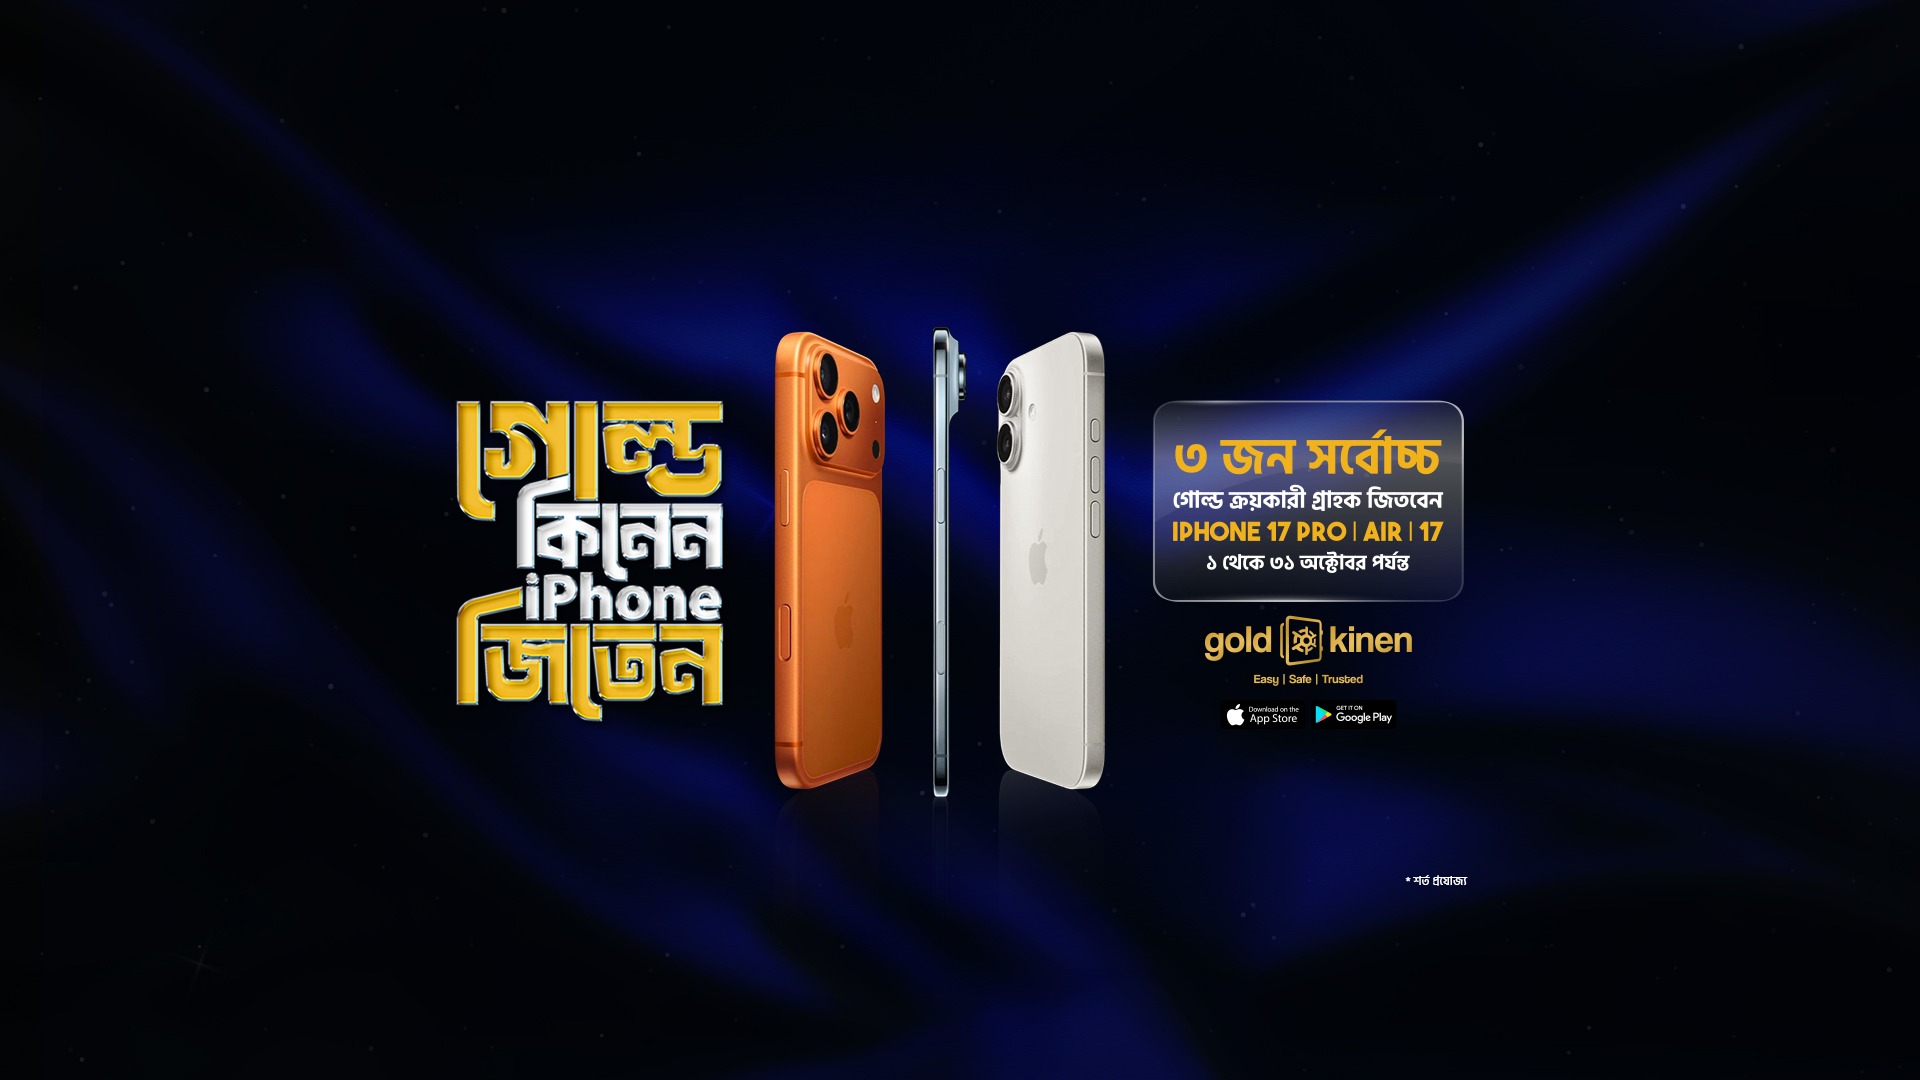 গোল্ড
কিনেন
iPhone
জিতেন
৩ জন সর্বোচ্চ
গোল্ড ক্রয়কারী গ্রাহক জিতবেন
IPHONE 17 PRO | AIR | 17
১ থেকে ৩১ অক্টোবর পর্যন্ত
gold kinen
Easy | Safe | Trusted
Download on the
App Store
GET IT ON
Google Play
* শর্ত প্রযোজ্য